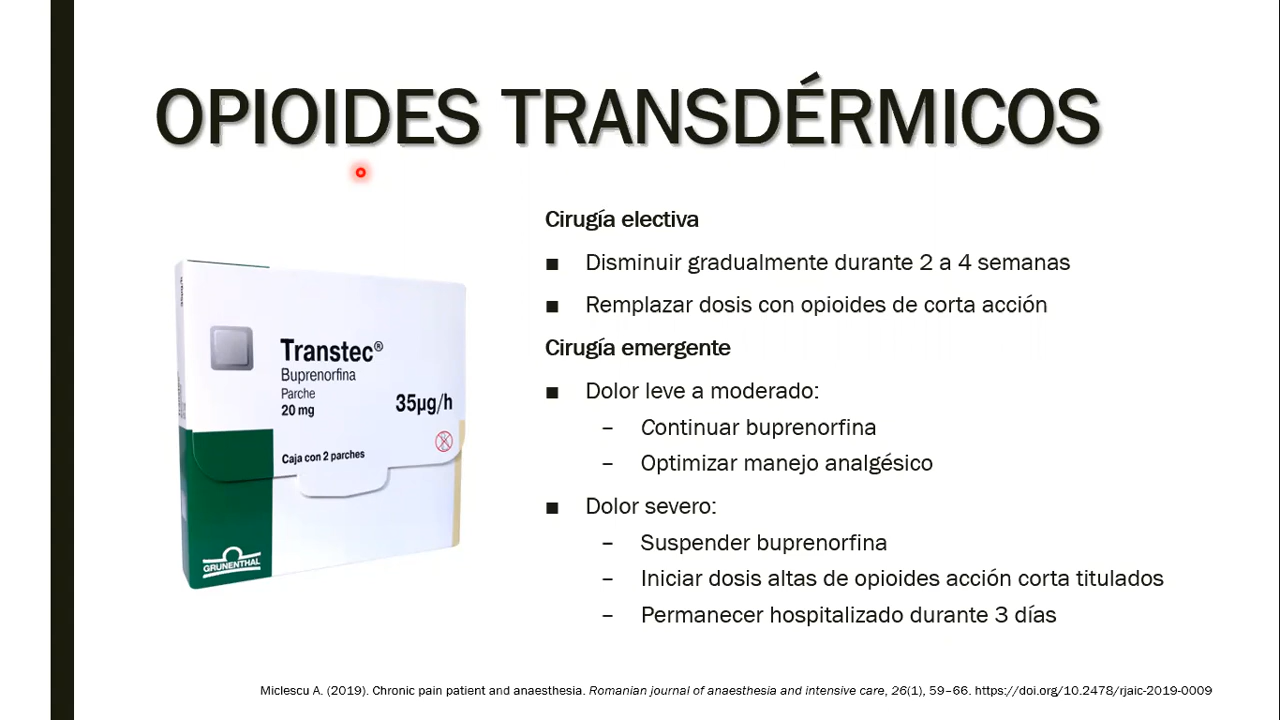 OPIOIDES TRANSDÉRMICOS
Transtec®
Buprenorfina
Parche
20 mg
35µg/h
Caja con 2 parches
GRUNENTHAL
Cirugía electiva
■ Disminuir gradualmente durante 2 a 4 semanas
■ Remplazar dosis con opioides de corta acción
Cirugía emergente
■ Dolor leve a moderado:
– Continuar buprenorfina
– Optimizar manejo analgésico
■ Dolor severo:
– Suspender buprenorfina
– Iniciar dosis altas de opioides acción corta titulados
– Permanecer hospitalizado durante 3 días
Miclescu A. (2019). Chronic pain patient and anaesthesia. Romanian journal of anaesthesia and intensive care, 26(1), 59–66. https://doi.org/10.2478/rjaic-2019-0009